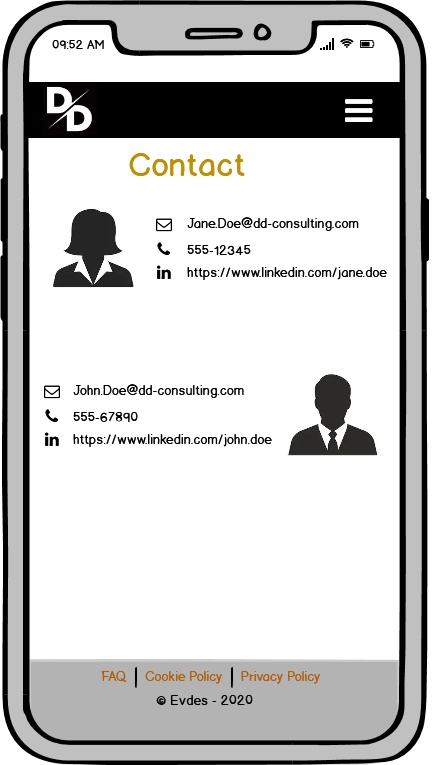 09:52 AM
DD
Contact
Jane.Doe@dd-consulting.com
555-12345
in https://www.linkedin.com/jane.doe
John.Doe@dd-consulting.com
555-67890
in https://www.linkedin.com/john.doe
FAQ | Cookie Policy | Privacy Policy
© Evdes - 2020